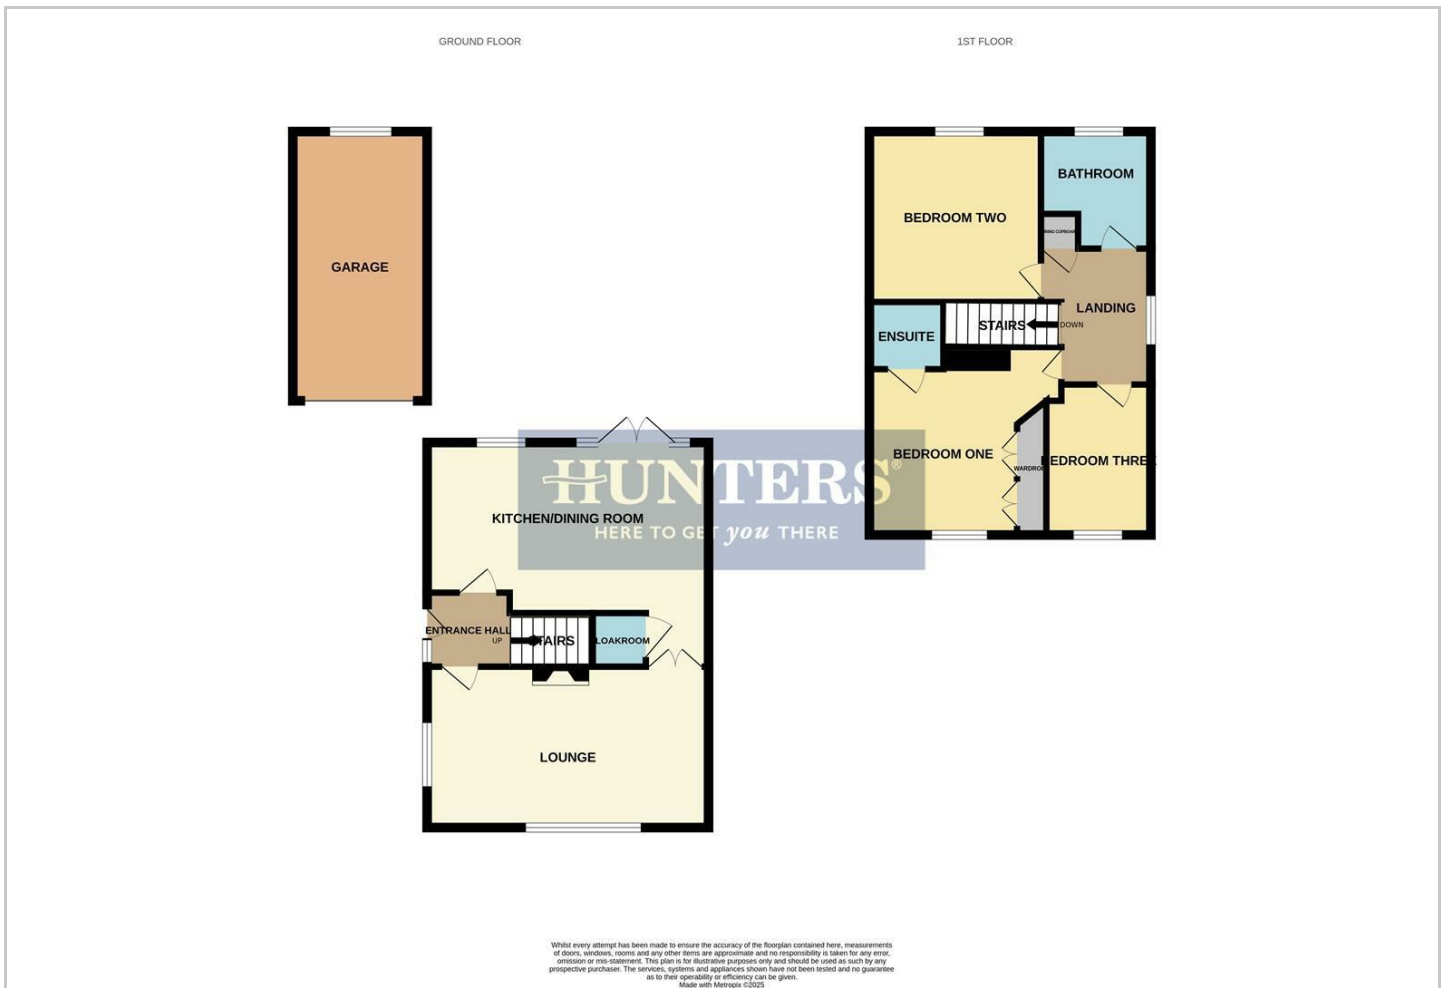 GROUND FLOOR
1ST FLOOR
GARAGE
BEDROOM TWO
BATHROOM
LANDING
STAIRS
DOWN
ENSUITE
BEDROOM ONE
WARDROB
BEDROOM THREE
HUNTERS®
HERE TO GET you THERE
KITCHEN/DINING ROOM
ENTRANCE HALL
UP
TAIRS
LOAKROOM
LOUNGE
Whilst every attempt has been made to ensure the accuracy of the floorplan contained here, measurements
of doors, windows, rooms and any other items are approximate and no responsibility is taken for any error,
omission or mis-statement. This plan is for illustrative purposes only and should be used as such by any
prospective purchaser. The services, systems and appliances shown have not been tested and no guarantee
as to their operability or efficiency can be given.
Made with Metropix ©2025